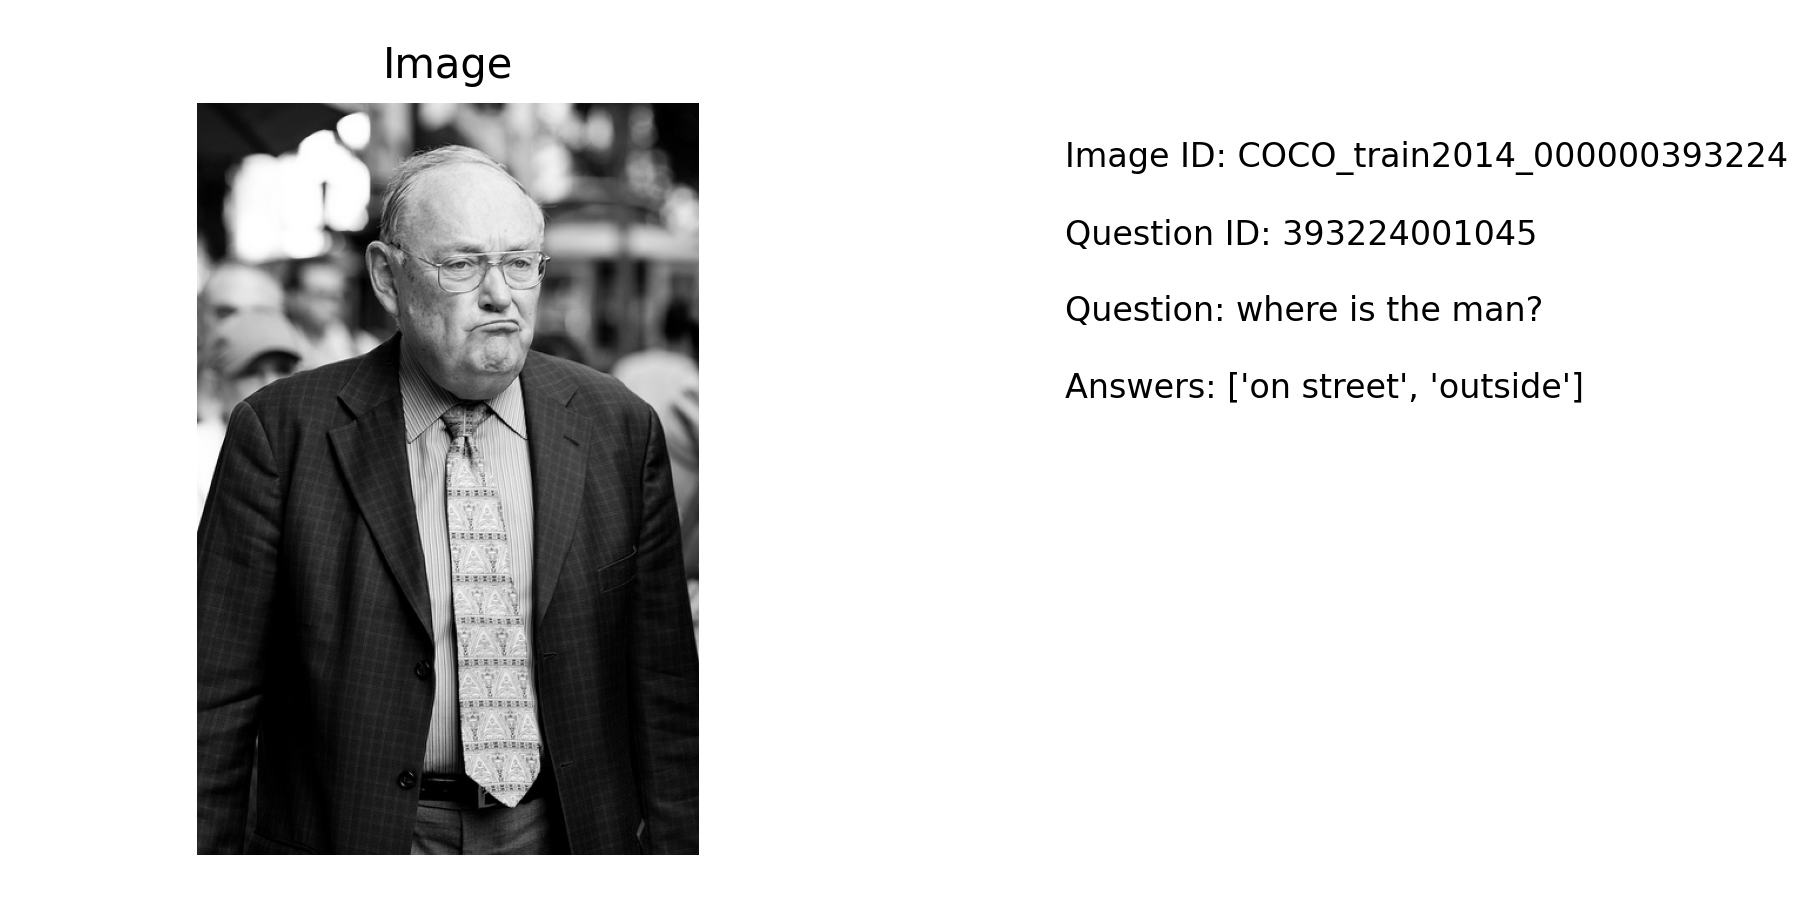 Image
Image ID: COCO_train2014_000000393224
Question ID: 393224001045
Question: where is the man?
Answers: ['on street', 'outside']